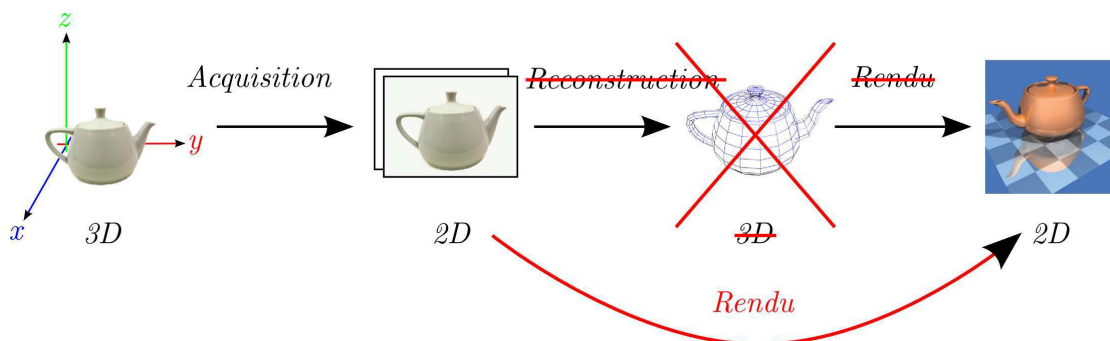 z
Acquisition
Reconstruction
Rendu
y
x
3D
2D
3D
2D
Rendu